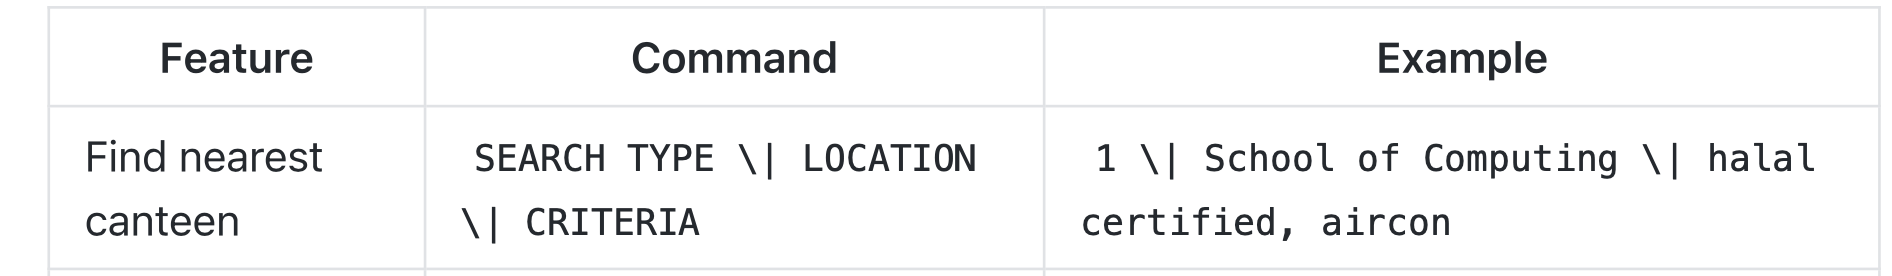 Feature Command Example
Find nearest canteen SEARCH TYPE \| LOCATION \| CRITERIA 1 \| School of Computing \| halal certified, aircon